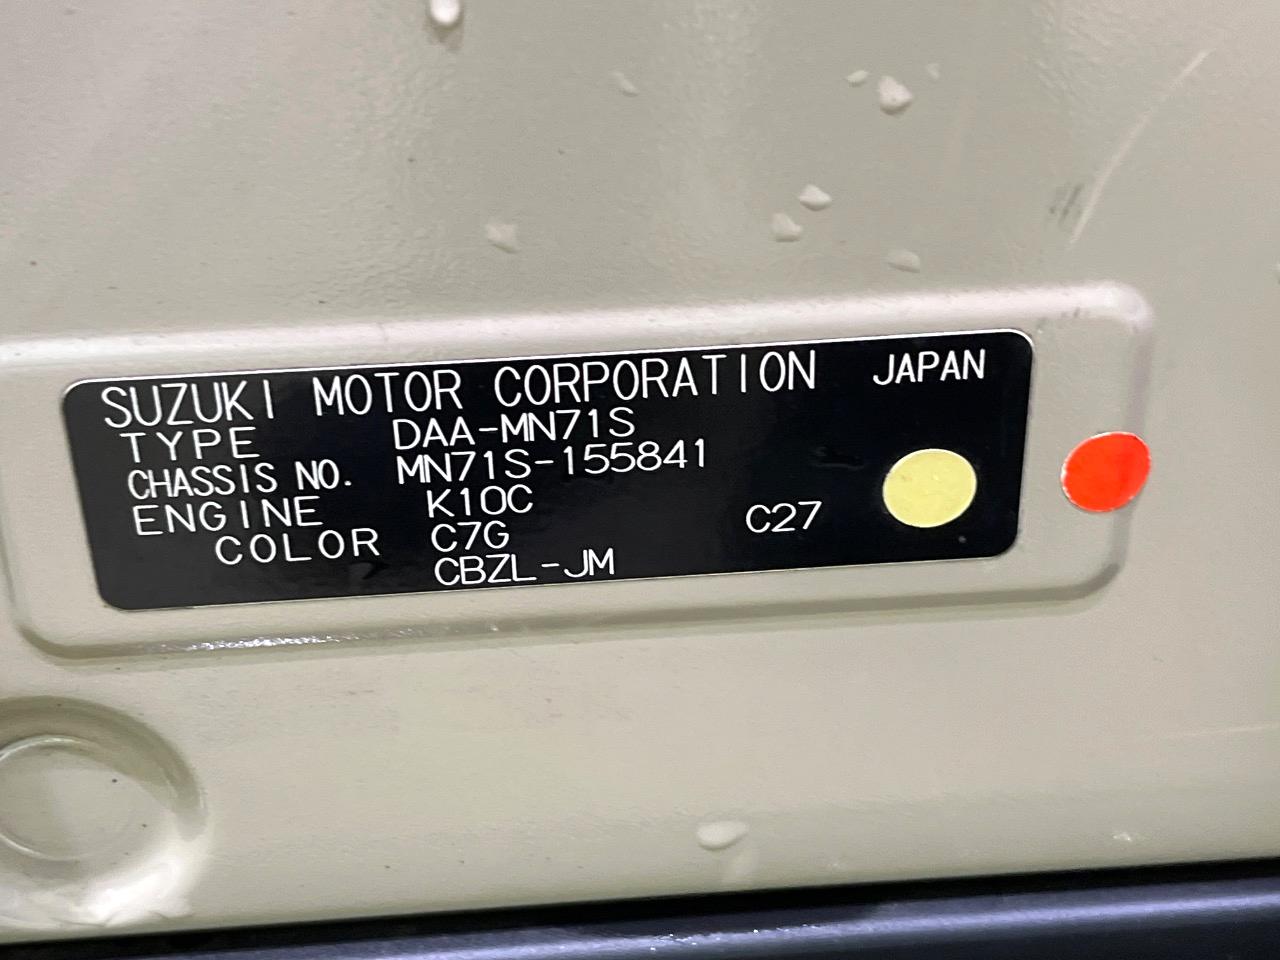 SUZUKI MOTOR CORPORATION JAPAN
TYPE DAA-MN71S
CHASSIS NO. MN71S-155841
ENGINE K10C
COLOR C7G C27
CBZL-JM